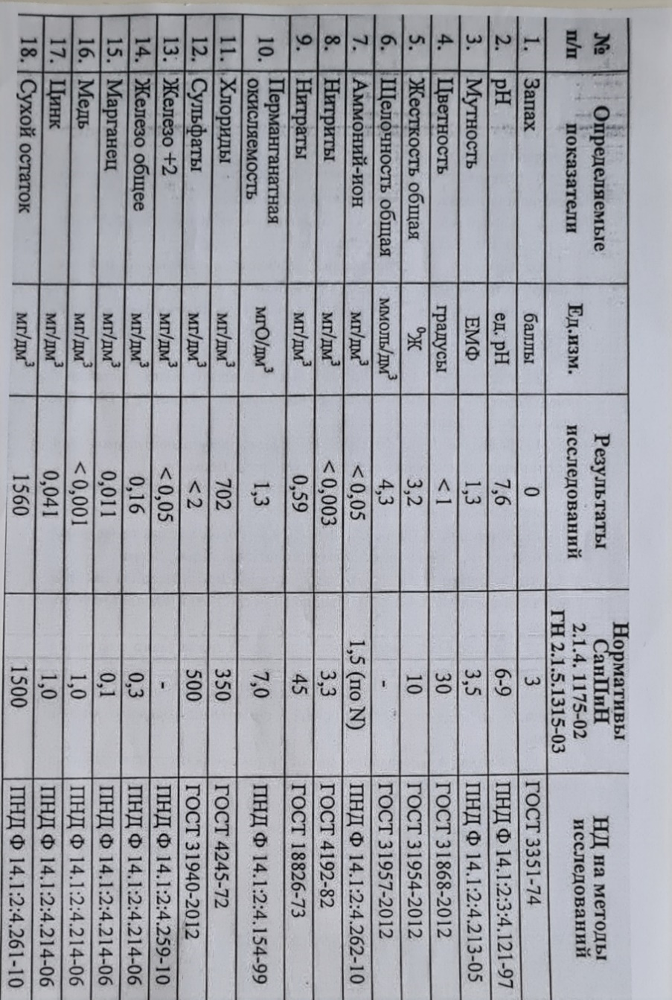 № п/п | Определяемые показатели | Ед.изм. | Результаты исследований | Нормативы СанПиН 2.1.4. 1175-02 ГН 2.1.5.1315-03 | НД на методы исследований
1. | Запах | баллы | 0 | 3 | ГОСТ 3351-74
2. | рН | ед. рН | 7,6 | 6-9 | ПНД Ф 14.1:2:3:4.121-97
3. | Мутность | ЕМФ | 1,3 | 3,5 | ПНД Ф 14.1:2:4.213-05
4. | Цветность | градусы | < 1 | 30 | ГОСТ 31868-2012
5. | Жесткость общая | ⁰Ж | 3,2 | 10 | ГОСТ 31954-2012
6. | Щелочность общая | ммоль/дм³ | 4,3 | - | ГОСТ 31957-2012
7. | Аммоний-ион | мг/дм³ | < 0,05 | 1,5 (по N) | ПНД Ф 14.1:2:4.262-10
8. | Нитриты | мг/дм³ | < 0,003 | 3,3 | ГОСТ 4192-82
9. | Нитраты | мг/дм³ | 0,59 | 45 | ГОСТ 18826-73
10. | Перманганатная окисляемость | мгО/дм³ | 1,3 | 7,0 | ПНД Ф 14.1:2:4.154-99
11. | Хлориды | мг/дм³ | 702 | 350 | ГОСТ 4245-72
12. | Сульфаты | мг/дм³ | < 2 | 500 | ГОСТ 31940-2012
13. | Железо +2 | мг/дм³ | < 0,05 | - | ПНД Ф 14.1:2:4.259-10
14. | Железо общее | мг/дм³ | 0,16 | 0,3 | ПНД Ф 14.1:2:4.214-06
15. | Марганец | мг/дм³ | 0,011 | 0,1 | ПНД Ф 14.1:2:4.214-06
16. | Медь | мг/дм³ | < 0,001 | 1,0 | ПНД Ф 14.1:2:4.214-06
17. | Цинк | мг/дм³ | 0,041 | 1,0 | ПНД Ф 14.1:2:4.214-06
18. | Сухой остаток | мг/дм³ | 1560 | 1500 | ПНД Ф 14.1:2:4.261-10